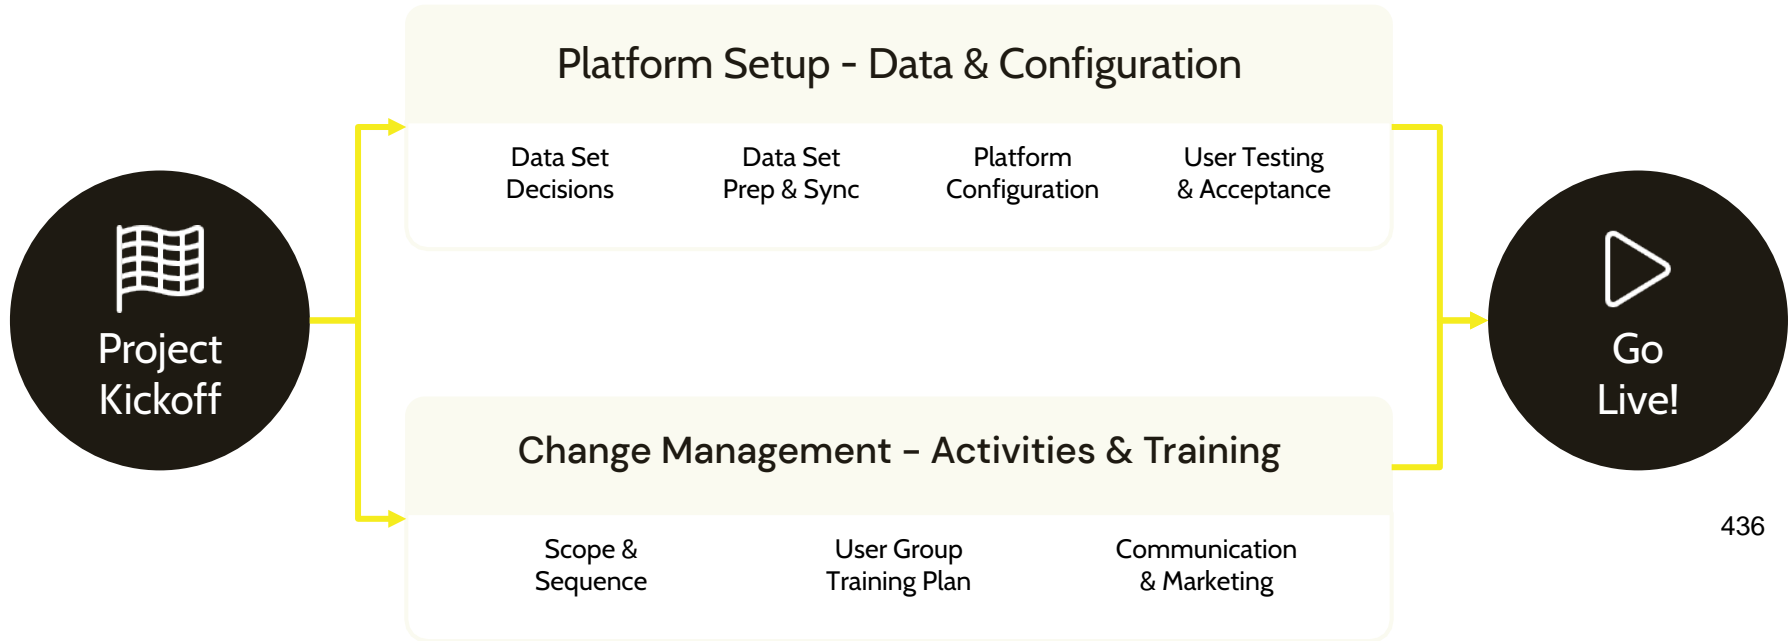 Platform Setup - Data & Configuration
Data Set
Decisions
Data Set
Prep & Sync
Platform
Configuration
User Testing
& Acceptance
Project
Kickoff
Go
Live!
Change Management - Activities & Training
Scope &
Sequence
User Group
Training Plan
Communication
& Marketing
436